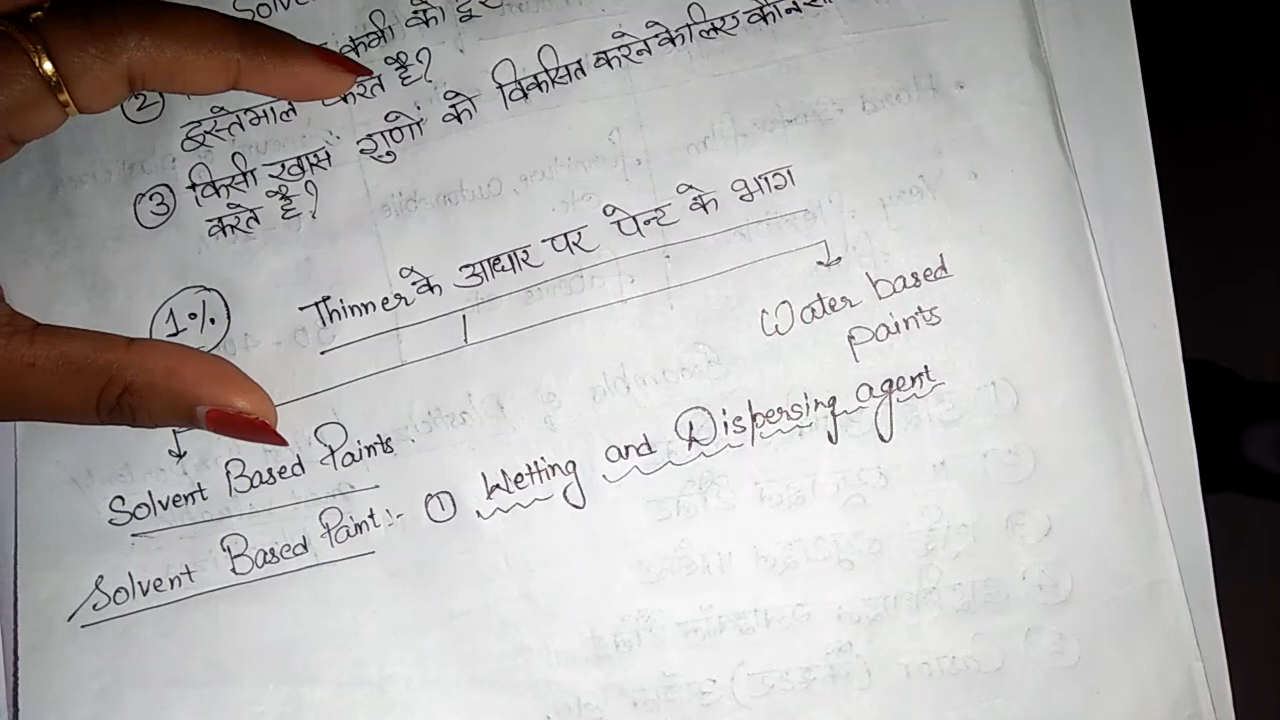 Solve
② कमी को
इस्तेमाल करते है?
③ किसी खास गुणों को विकसित करने के लिए
करते है?
1%
Thinner के आधार पर पेन्ट के भाग
Water based
paints
Solvent Based Paints.
Solvent Based Paint:- ① Wetting and Dispersing agent